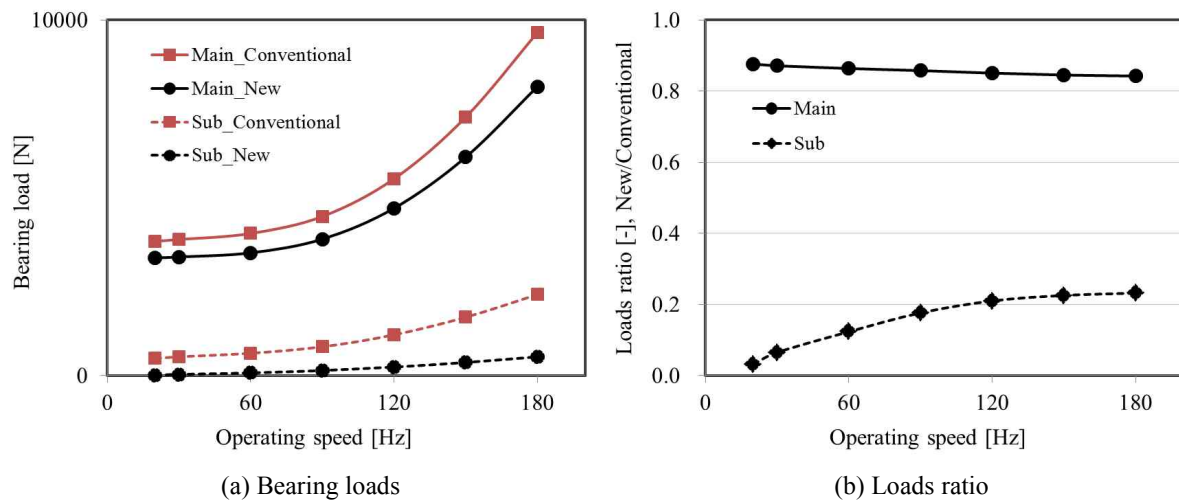 10000
Main_Conventional
Main_New
Sub_Conventional
Sub_New
Bearing load [N]
0
0
60
120
180
Operating speed [Hz]
(a) Bearing loads
1.0
0.8
0.6
0.4
0.2
0.0
Main
Sub
Loads ratio [-], New/Conventional
0
60
120
180
Operating speed [Hz]
(b) Loads ratio